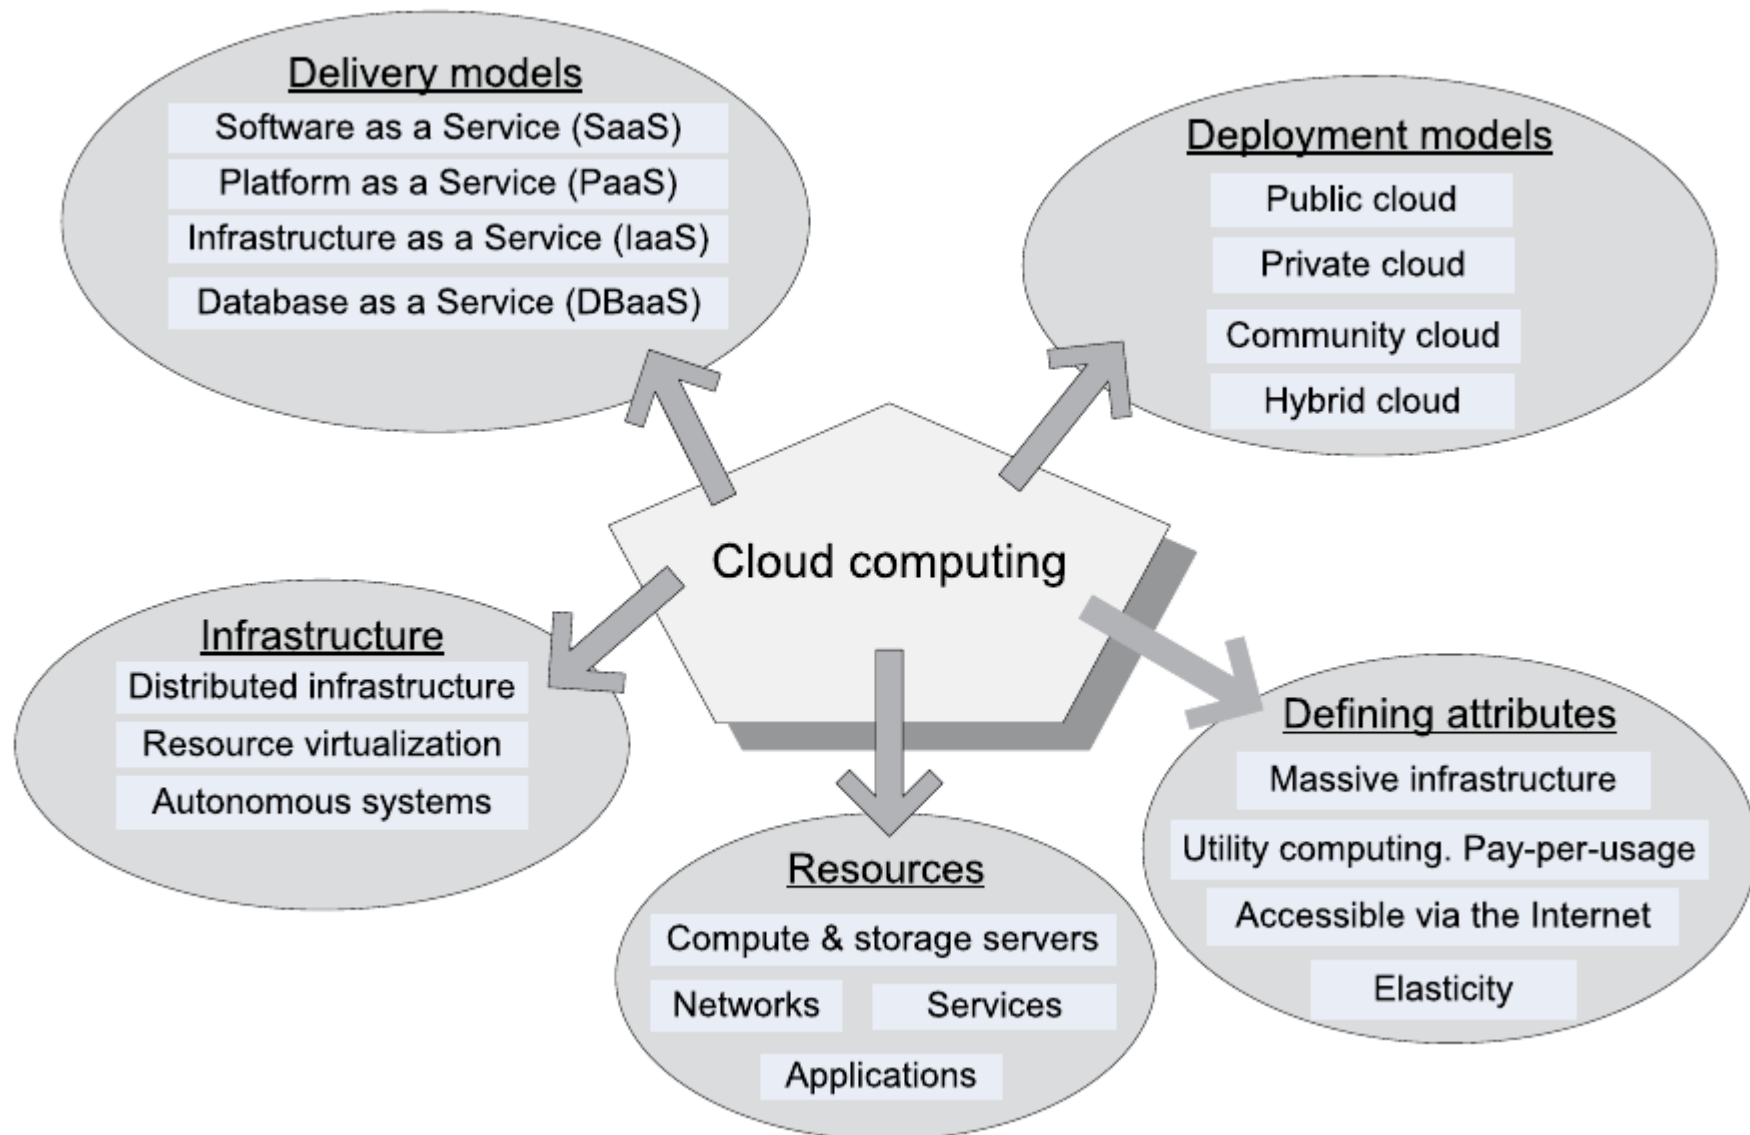 Delivery models
Software as a Service (SaaS)
Platform as a Service (PaaS)
Infrastructure as a Service (IaaS)
Database as a Service (DBaaS)
Deployment models
Public cloud
Private cloud
Community cloud
Hybrid cloud
Cloud computing
Infrastructure
Distributed infrastructure
Resource virtualization
Autonomous systems
Resources
Compute & storage servers
Networks
Services
Applications
Defining attributes
Massive infrastructure
Utility computing. Pay-per-usage
Accessible via the Internet
Elasticity